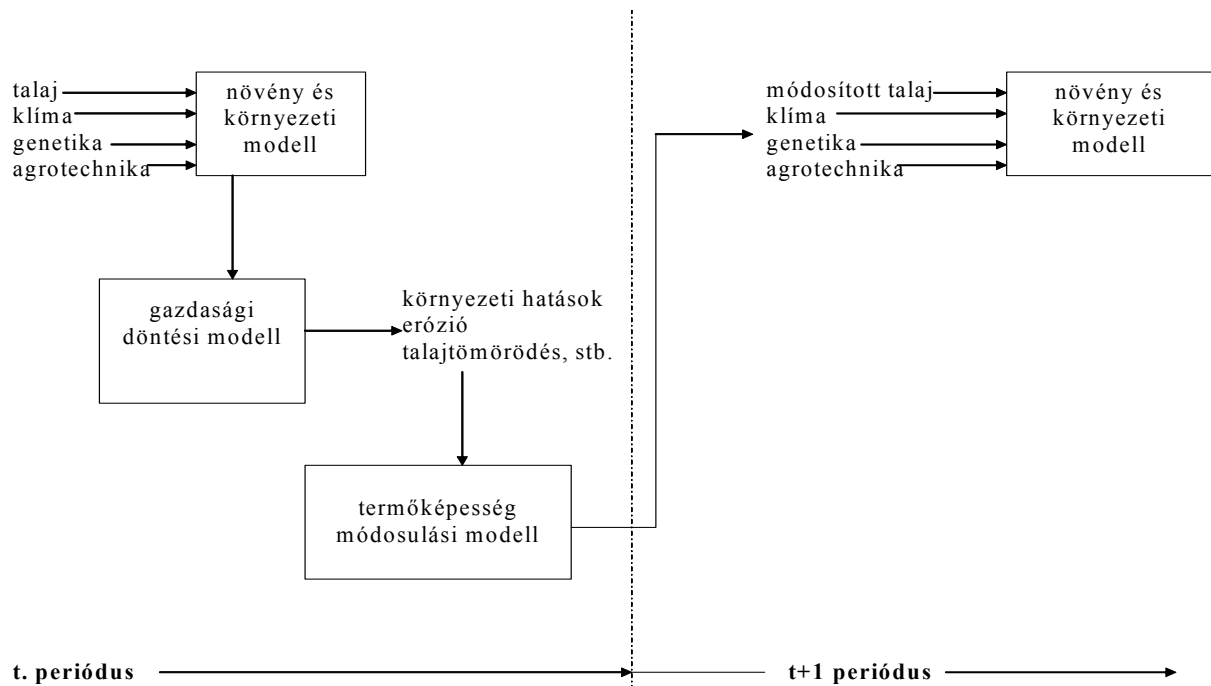 talaj
klíma
genetika
agrotechnika
növény és
környezeti
modell
gazdasági
döntési modell
környezeti hatások
erózió
talajtömörödés, stb.
termőképesség
módosulási modell
módosított talaj
klíma
genetika
agrotechnika
növény és
környezeti
modell
t. periódus
t+1 periódus